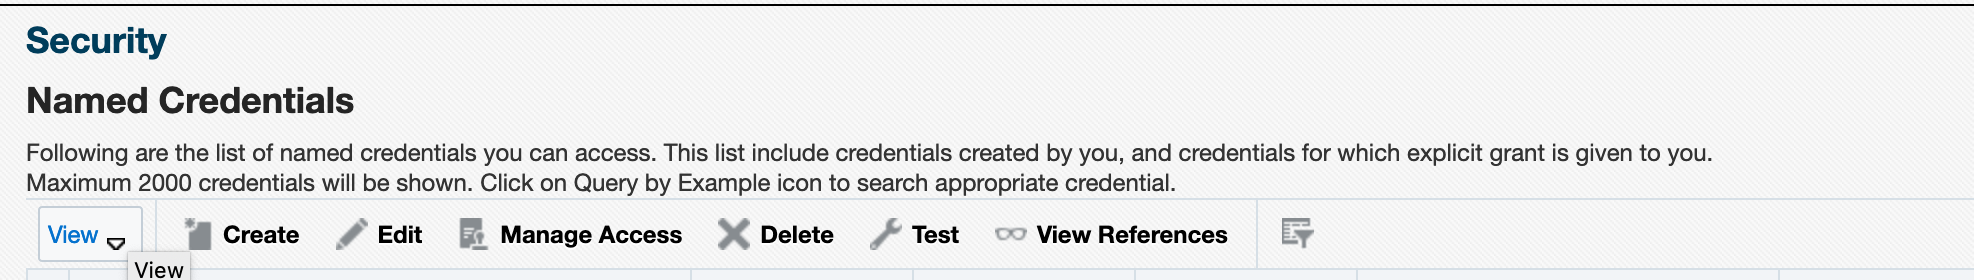 Security
Named Credentials
Following are the list of named credentials you can access. This list include credentials created by you, and credentials for which explicit grant is given to you.
Maximum 2000 credentials will be shown. Click on Query by Example icon to search appropriate credential.
View Create Edit Manage Access Delete Test View References
View